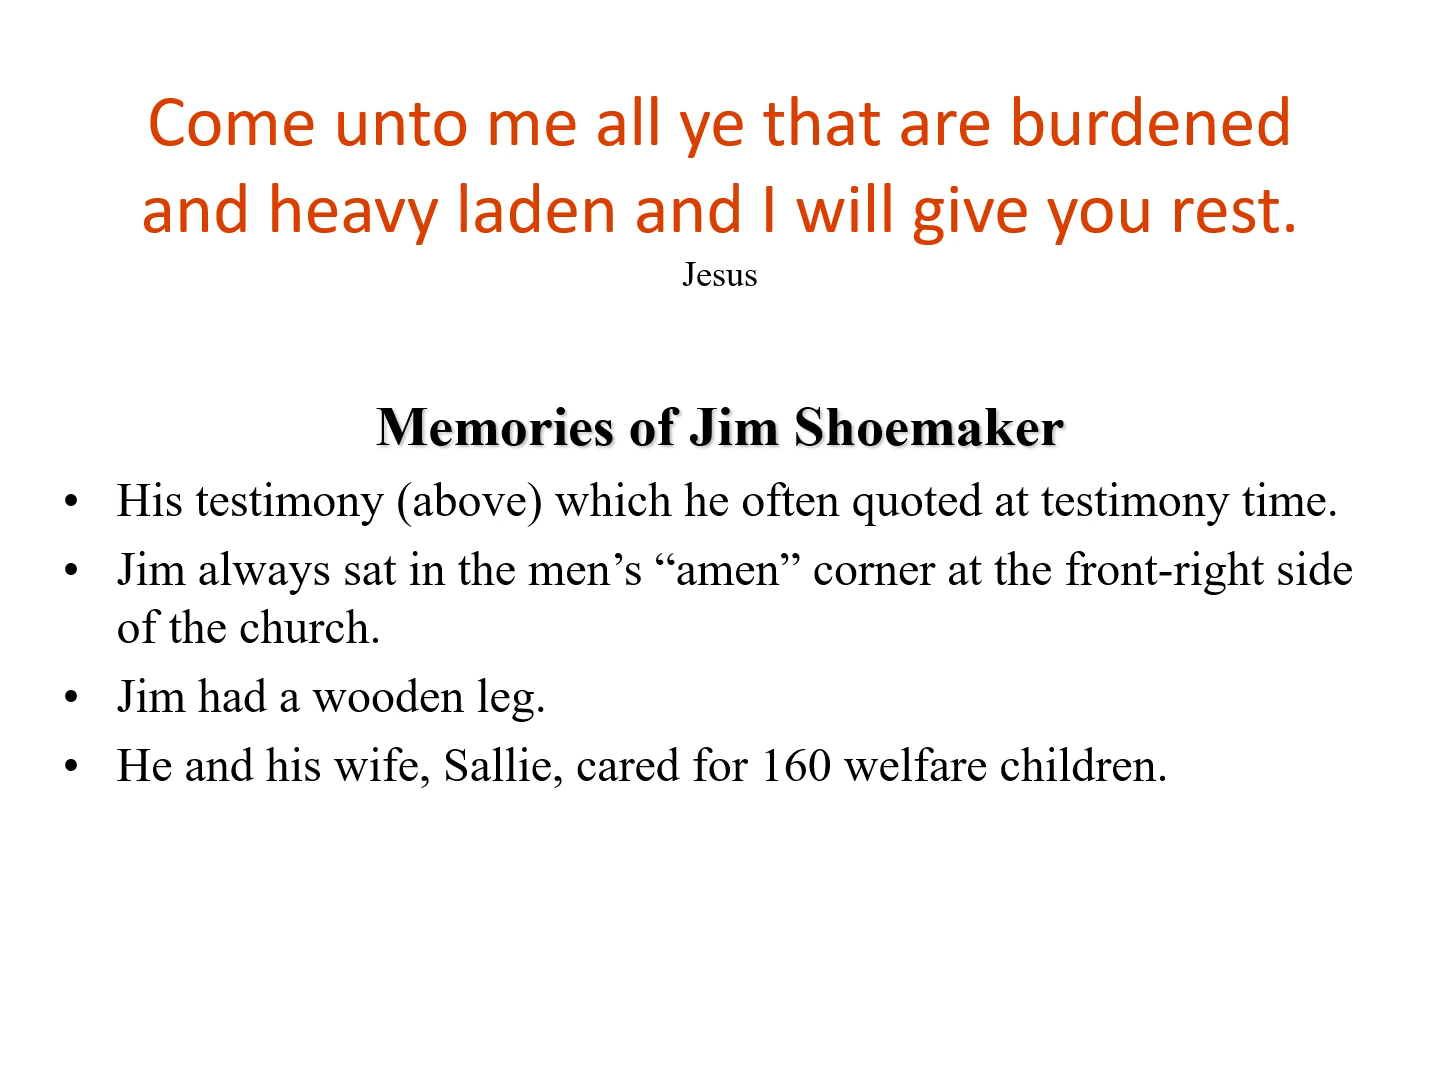 Come unto me all ye that are burdened
and heavy laden and I will give you rest.
Jesus
Memories of Jim Shoemaker
• His testimony (above) which he often quoted at testimony time.
• Jim always sat in the men’s “amen” corner at the front-right side
of the church.
• Jim had a wooden leg.
• He and his wife, Sallie, cared for 160 welfare children.